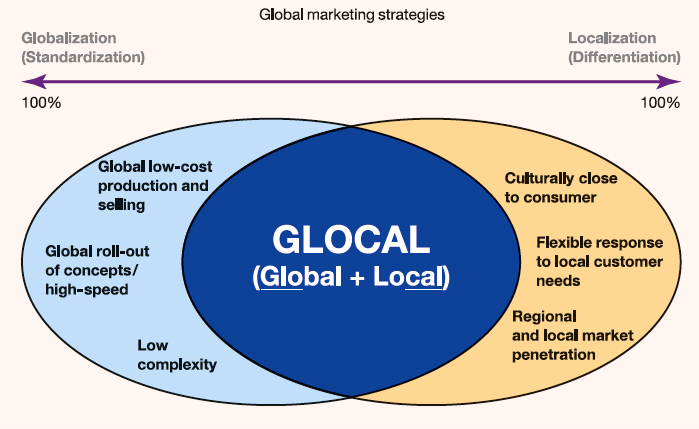 Global marketing strategies
Globalization
(Standardization)
Localization
(Differentiation)
100%
100%
Global low-cost
production and
selling
Global roll-out
of concepts/
high-speed
Low
complexity
GLOCAL
(Global + Local)
Culturally close
to consumer
Flexible response
to local customer
needs
Regional
and local market
penetration